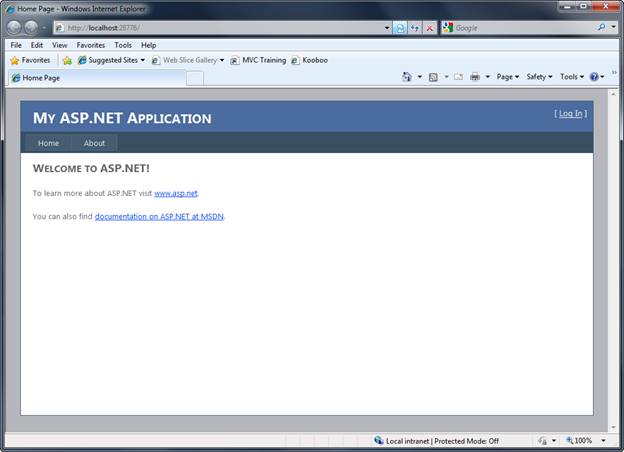 Home Page - Windows Internet Explorer
http://localhost:28776/
Google
File Edit View Favorites Tools Help
Favorites Suggested Sites Web Slice Gallery MVC Training Kooboo
Home Page Page Safety Tools
MY ASP.NET APPLICATION [ Log In ]
Home About
WELCOME TO ASP.NET!
To learn more about ASP.NET visit www.asp.net.
You can also find documentation on ASP.NET at MSDN.
Local intranet | Protected Mode: Off 100%